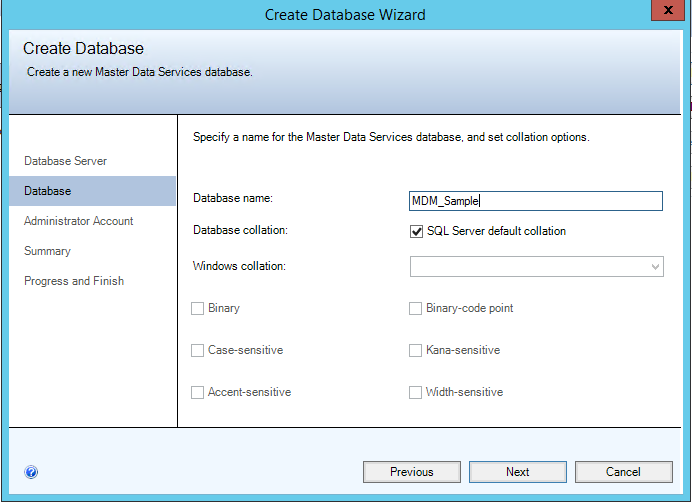 Create Database Wizard
x
Create Database
Create a new Master Data Services database.
Database Server
Database
Administrator Account
Summary
Progress and Finish
Specify a name for the Master Data Services database, and set collation options.
Database name: MDM_Sample
Database collation: SQL Server default collation
Windows collation:
Binary Binary-code point
Case-sensitive Kana-sensitive
Accent-sensitive Width-sensitive
? Previous Next Cancel